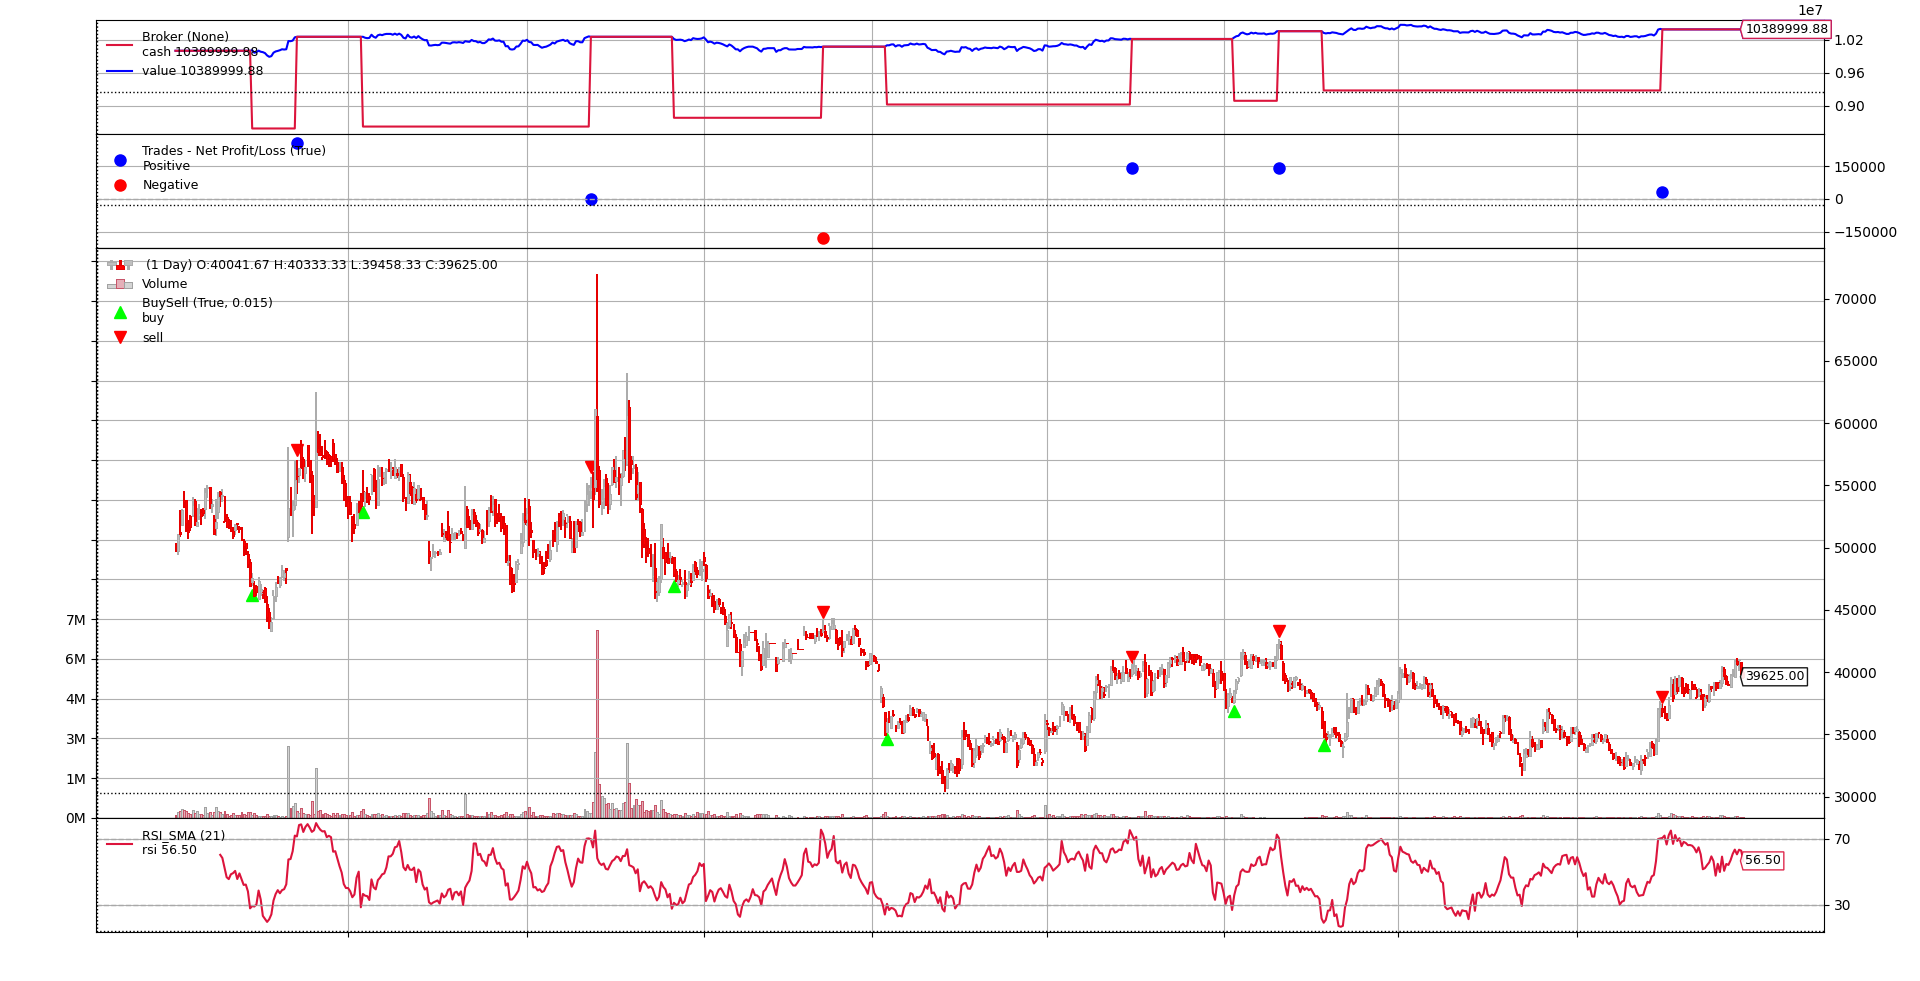 1e7
Broker (None)
cash 10389999.88
value 10389999.88
10389999.88
1.02
0.96
0.90
Trades - Net Profit/Loss (True)
Positive
Negative
150000
0
−150000
(1 Day) O:40041.67 H:40333.33 L:39458.33 C:39625.00
Volume
BuySell (True, 0.015)
buy
sell
70000
65000
60000
55000
50000
45000
40000
39625.00
35000
30000
7M
6M
4M
3M
1M
0M
RSI_SMA (21)
rsi 56.50
70
56.50
30